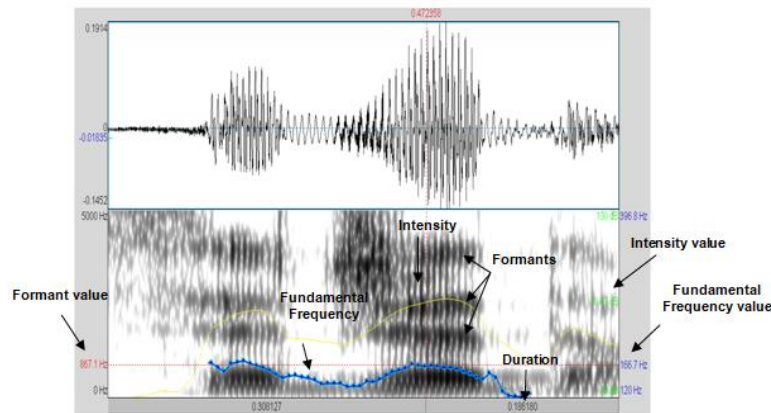 0.472358
0.1914
0
-0.01835
-0.1452
5000 Hz
396.8 Hz
Intensity
Intensity value
Formants
Formant value
Fundamental
Frequency
Fundamental
Frequency value
Duration
867.1 Hz
166.7 Hz
0 Hz
120 Hz
0.308127
0.186180